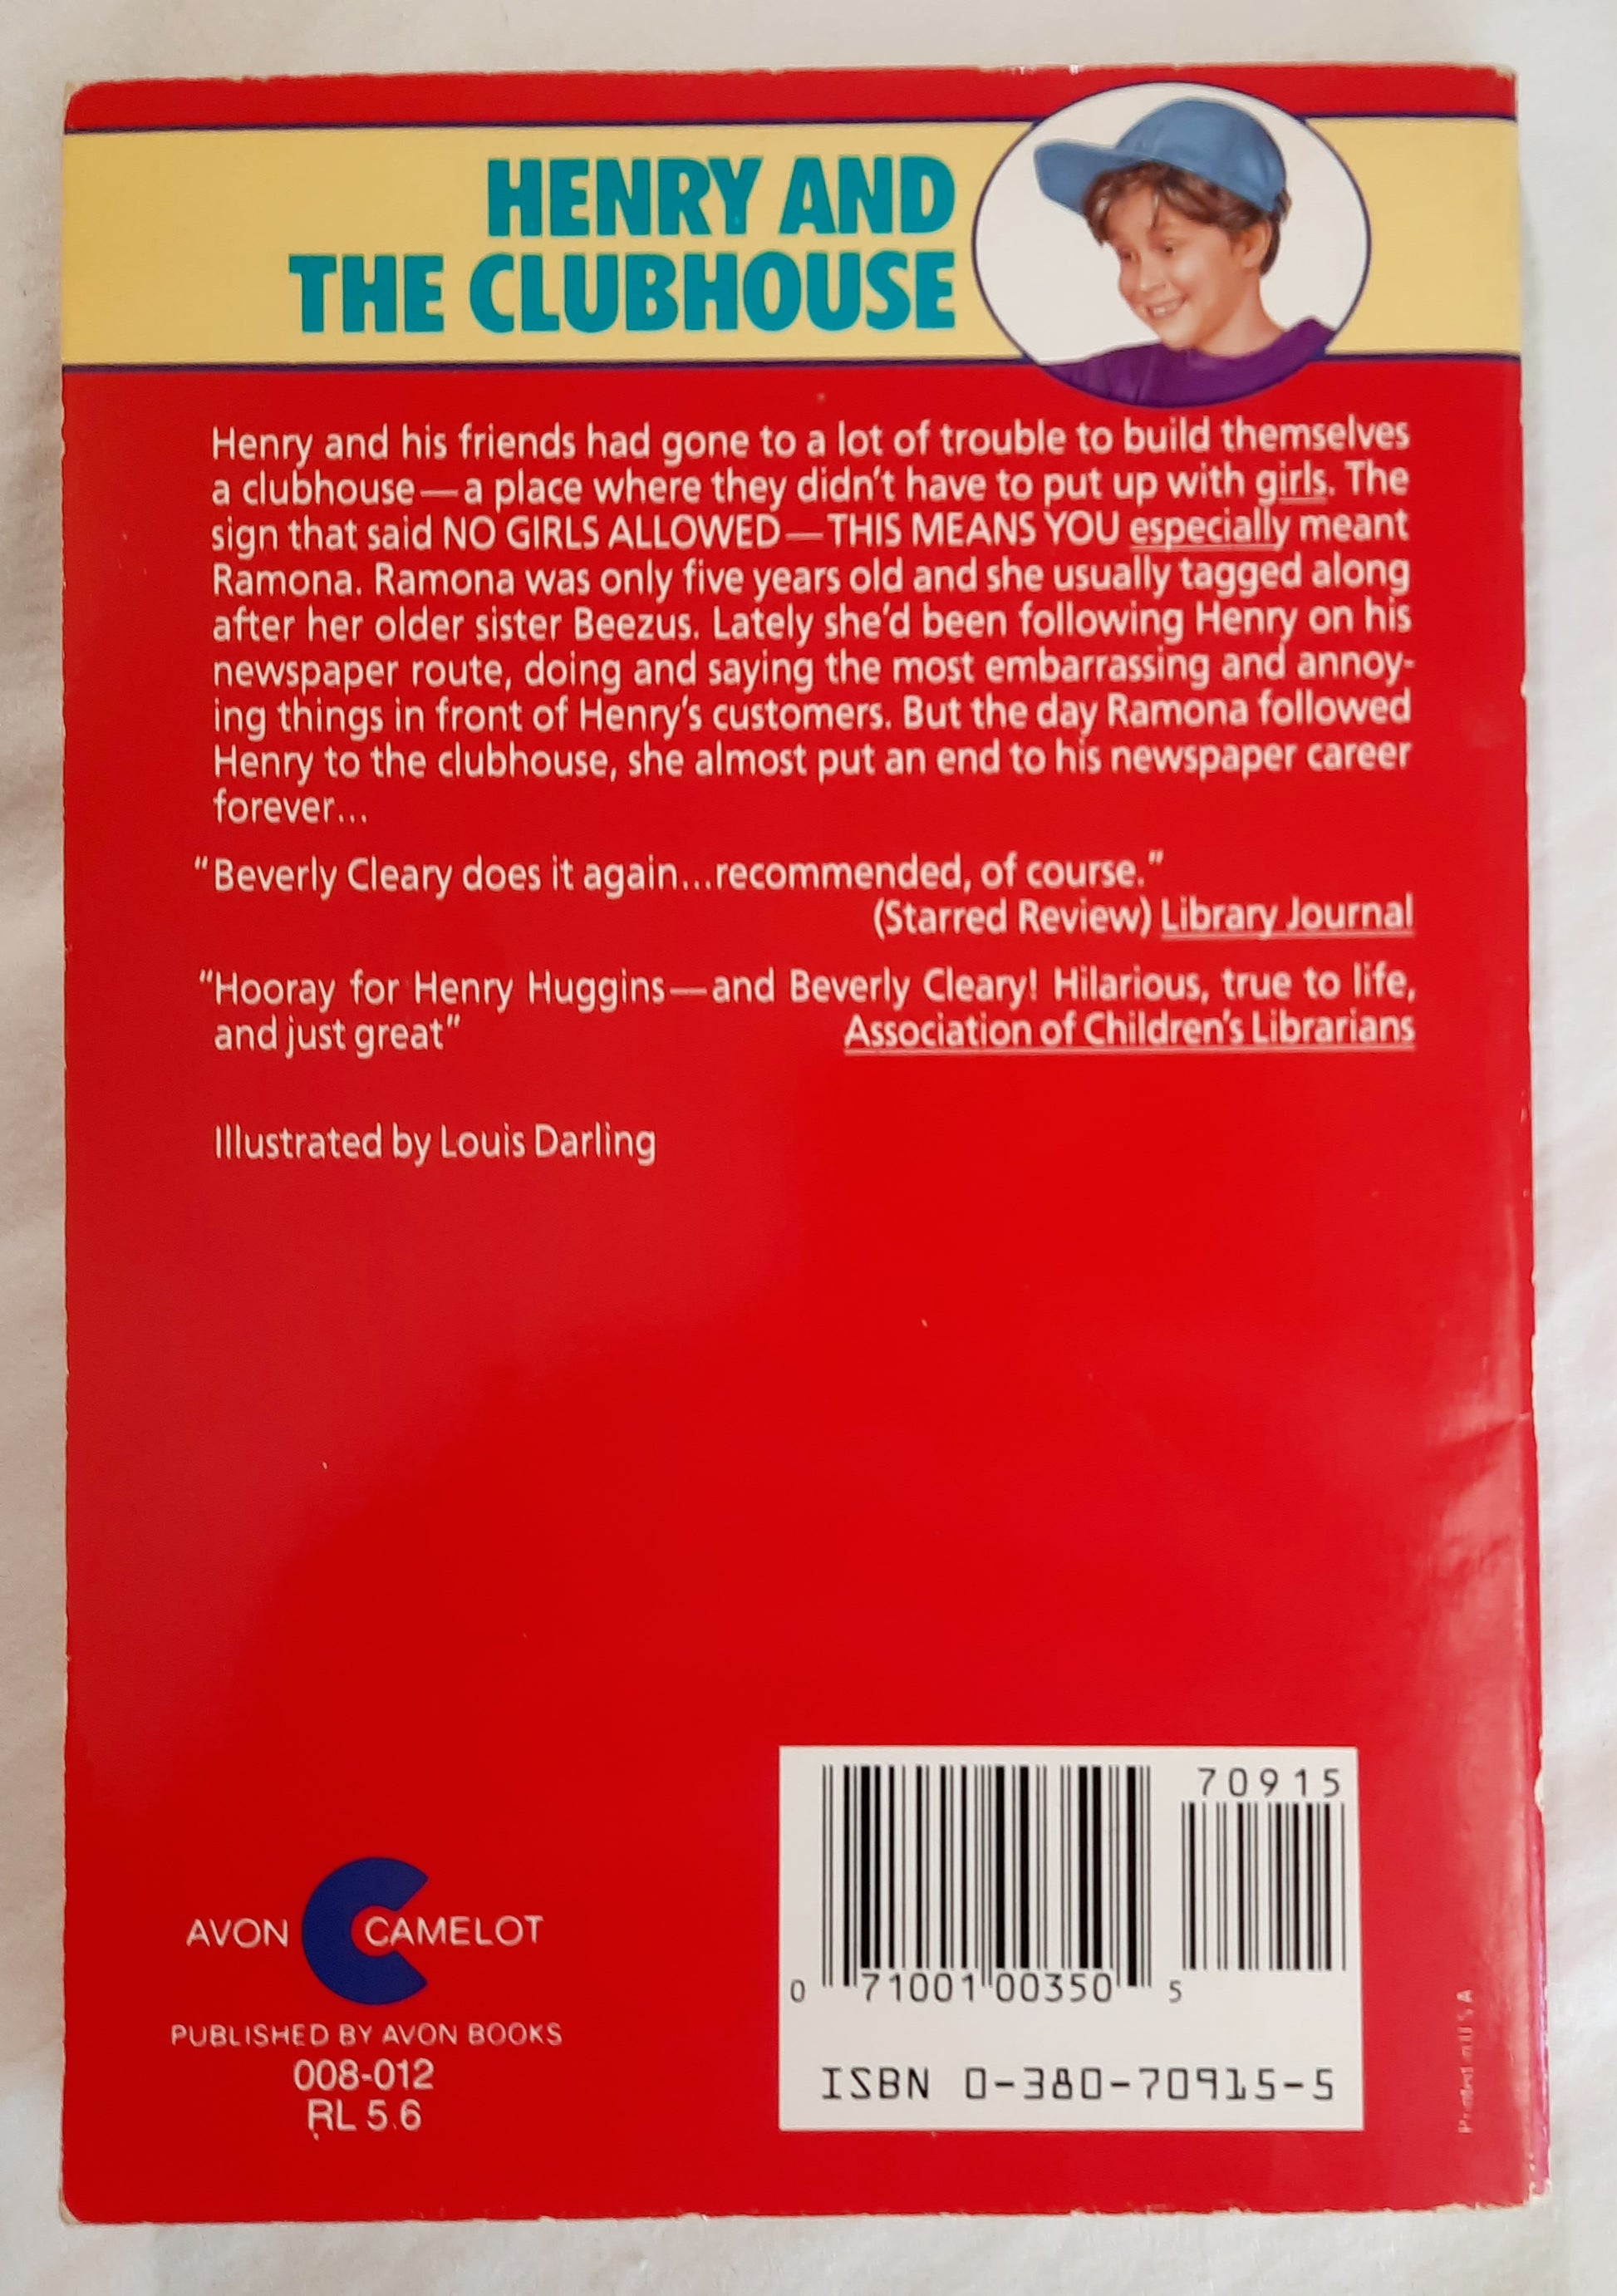 HENRY AND
THE CLUBHOUSE
Henry and his friends had gone to a lot of trouble to build themselves
a clubhouse—a place where they didn't have to put up with girls. The
sign that said NO GIRLS ALLOWED—THIS MEANS YOU especially meant
Ramona. Ramona was only five years old and she usually tagged along
after her older sister Beezus. Lately she'd been following Henry on his
newspaper route, doing and saying the most embarrassing and annoy-
ing things in front of Henry's customers. But the day Ramona followed
Henry to the clubhouse, she almost put an end to his newspaper career
forever...
"Beverly Cleary does it again...recommended, of course."
(Starred Review) Library Journal
"Hooray for Henry Huggins—and Beverly Cleary! Hilarious, true to life,
and just great" Association of Children's Librarians
Illustrated by Louis Darling
AVON CAMELOT
PUBLISHED BY AVON BOOKS
008-012
RL 5.6
70915
0 71001 00350 5
ISBN 0-380-70915-5
Printed in U S A